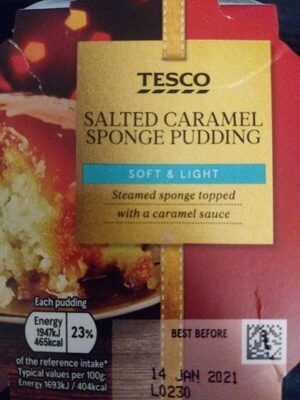 TESCO
SALTED CARAMEL
SPONGE PUDDING
SOFT & LIGHT
Steamed sponge topped
with a caramel sauce
Each pudding
Energy
1947kJ
465kcal
23%
of the reference intake*
Typical values per 100g:
Energy 1693kJ / 404kcal
BEST BEFORE
14 JAN 2021
L0230